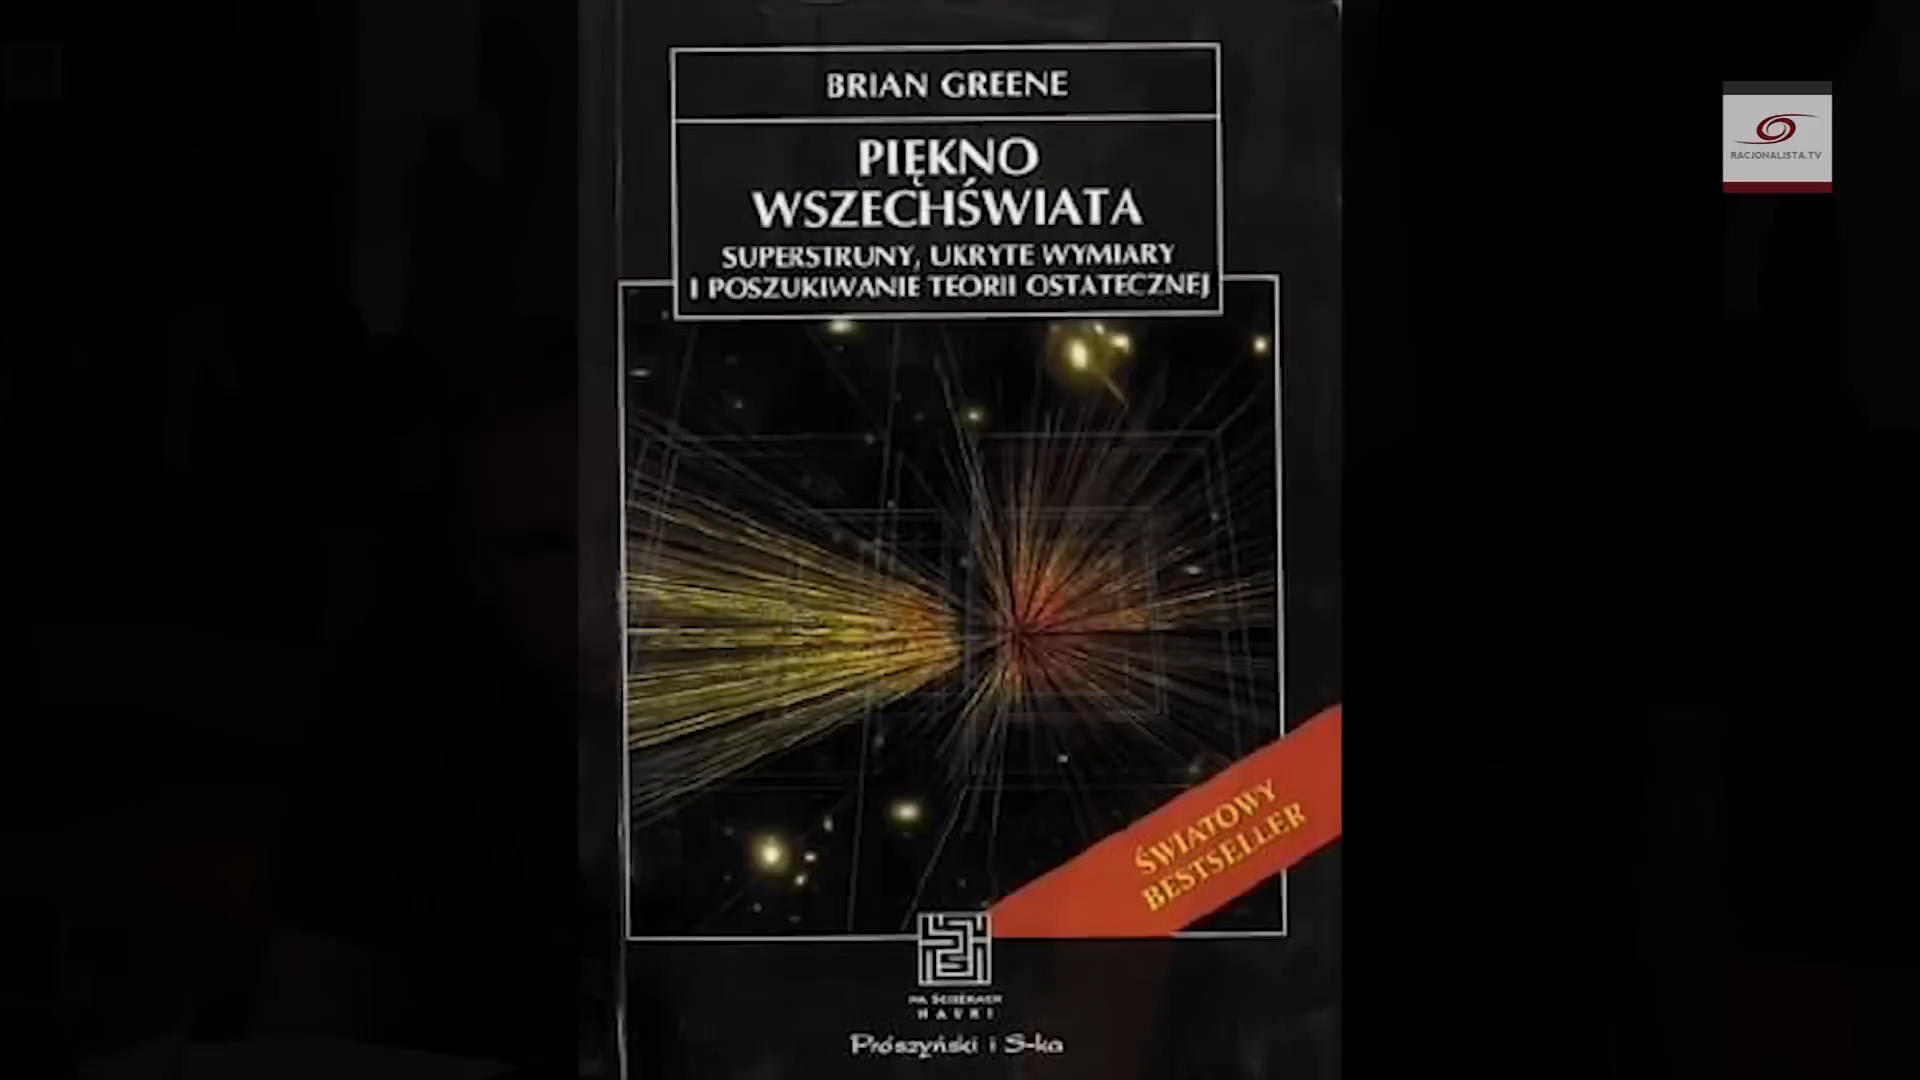 BRIAN GREENE
PIĘKNO
WSZECHŚWIATA
SUPERSTRUNY, UKRYTE WYMIARY
I POSZUKIWANIE TEORII OSTATECZNEJ
RACJONALISTA.TV
ŚWIATOWY
BESTSELLER
NA ŚCIEŻKACH
NAUKI
Prószyński i S-ka